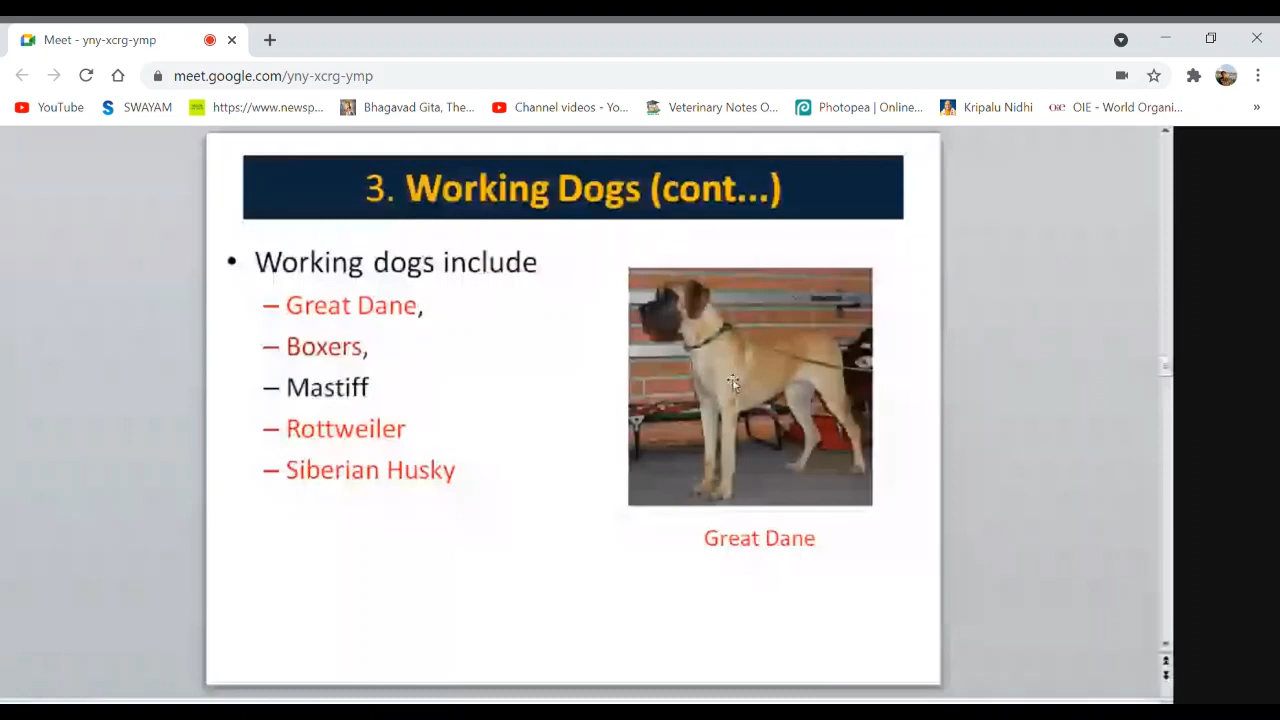 Meet - yny-xcrg-ymp
meet.google.com/yny-xcrg-ymp
YouTube
SWAYAM
https://www.newsp...
Bhagavad Gita, The...
Channel videos - Yo...
Veterinary Notes O...
Photopea | Online...
Kripalu Nidhi
OIE - World Organi...
»
3. Working Dogs (cont...)
• Working dogs include
– Great Dane,
– Boxers,
– Mastiff
– Rottweiler
– Siberian Husky
Great Dane